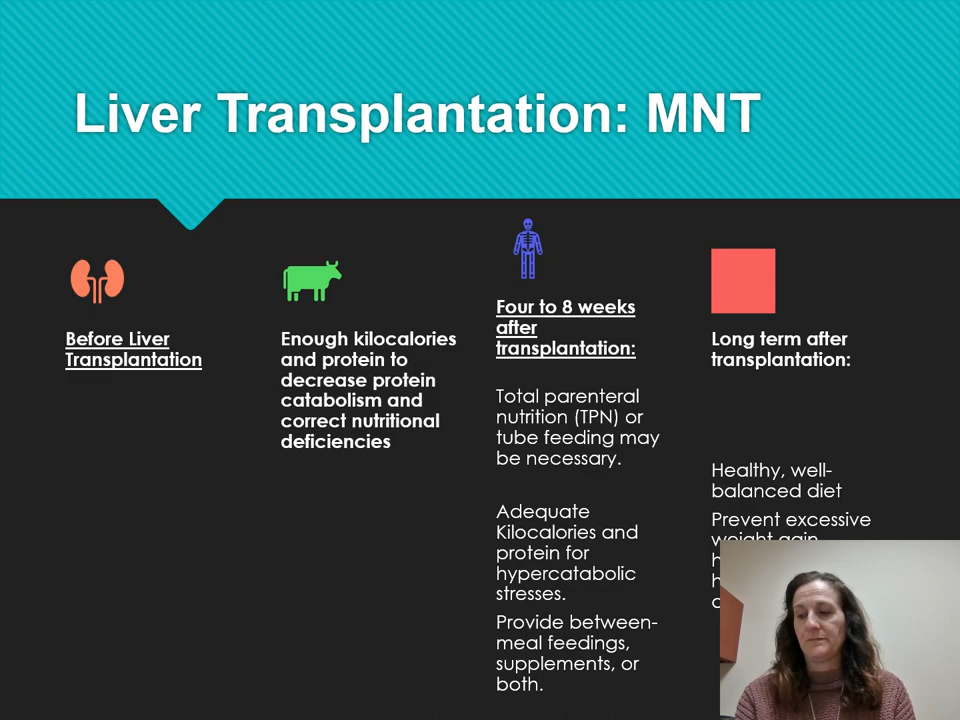 Liver Transplantation: MNT
Before Liver
Transplantation
Enough kilocalories
and protein to
decrease protein
catabolism and
correct nutritional
deficiencies
Four to 8 weeks
after
transplantation:
Total parenteral
nutrition (TPN) or
tube feeding may
be necessary.
Adequate
Kilocalories and
protein for
hypercatabolic
stresses.
Provide between-
meal feedings,
supplements, or
both.
Long term after
transplantation:
Healthy, well-
balanced diet
Prevent excessive
weight gain,